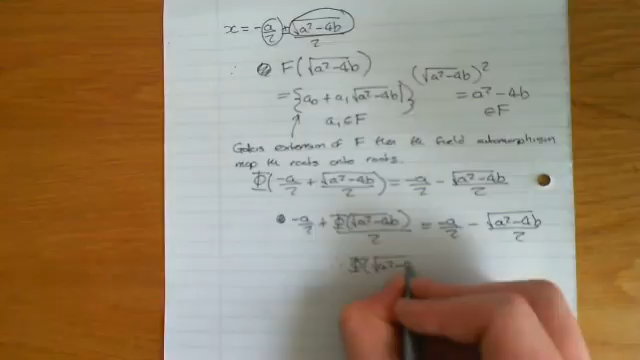 x = -a/2 + √(a²-4b)/2
F(√(a²-4b))
(√(a²-4b))²
= {a₀ + a₁√(a²-4b)}
= a²-4b
a, ∈ F
∈ F
Galois extension of F then the field automorphism
map the roots onto roots.
Φ(-a/2 + √(a²-4b)/2) = -a/2 - √(a²-4b)/2
-a/2 + Φ(√(a²-4b))/2 = -a/2 - √(a²-4b)/2
Φ(√a²-